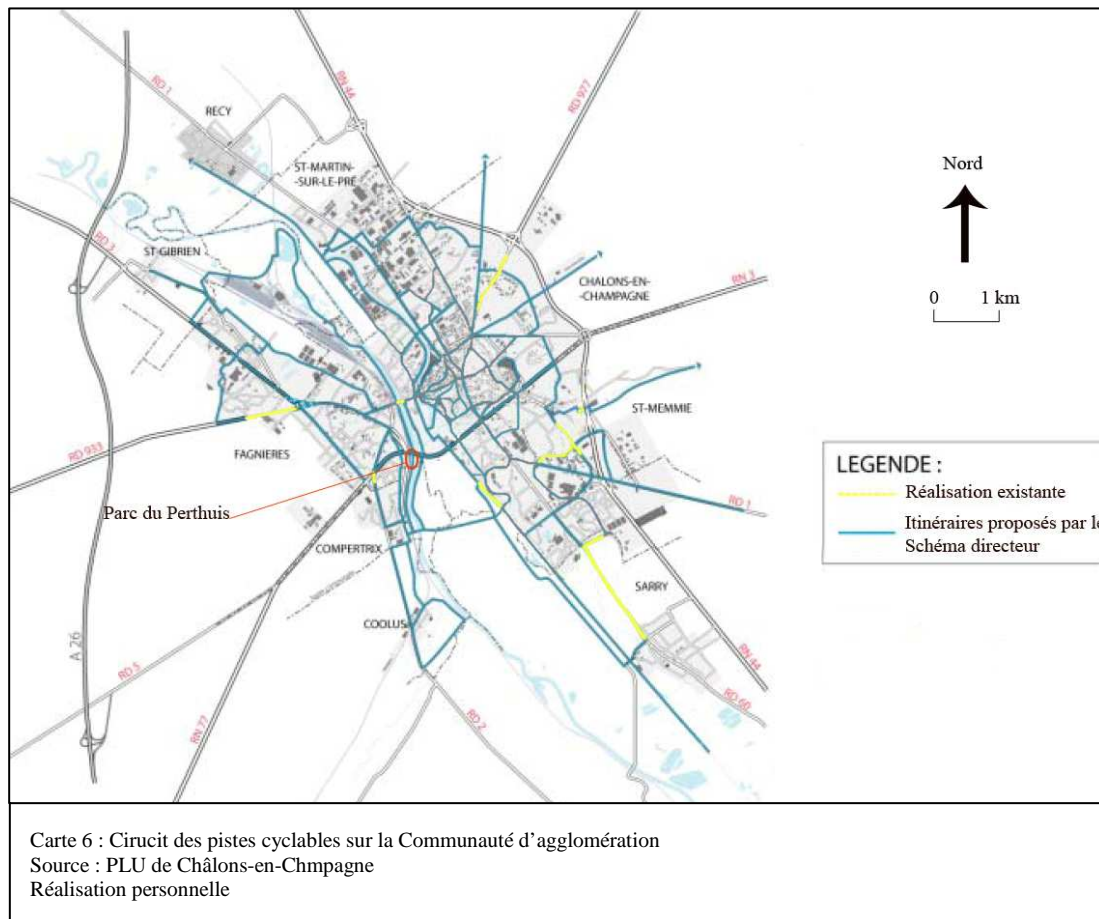 RD 1
RECY
RN 44
RD 977
ST-MARTIN-
-SUR-LE-PRÉ
Nord
RD 3
ST-GIBRIEN
CHALONS-EN-
-CHAMPAGNE
RN 3
0 1 km
ST-MEMMIE
RD 933
FAGNIERES
LEGENDE :
Réalisation existante
Itinéraires proposés par le
Schéma directeur
Parc du Perthuis
RD 1
COMPERTRIX
SARRY
COOLUS
A 26
RD 5
RN 77
RD 2
RN 44
RD 60
Carte 6 : Cirucit des pistes cyclables sur la Communauté d'agglomération
Source : PLU de Châlons-en-Chmpagne
Réalisation personnelle